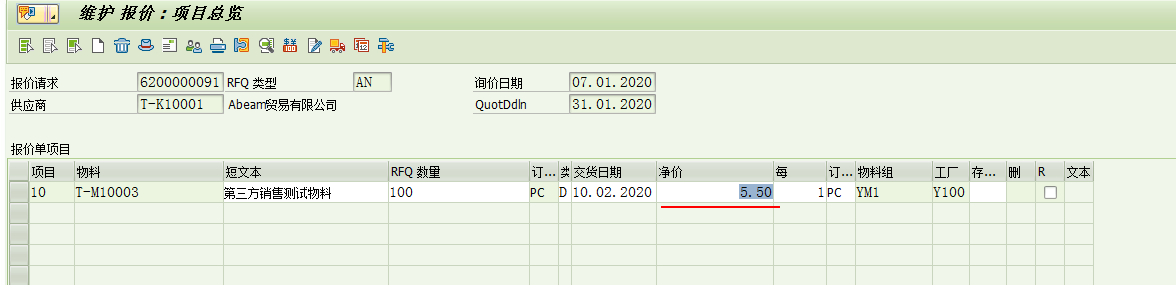 维护 报价：项目总览
报价请求 6200000091 RFQ 类型 AN 询价日期 07.01.2020
供应商 T-K10001 Abeam贸易有限公司 QuotDdln 31.01.2020
报价单项目
项目 物料 短文本 RFQ 数量 订... 类 交货日期 净价 每 订... 物料组 工厂 存... 删 R 文本
10 T-M10003 第三方销售测试物料 100 PC D 10.02.2020 5.50 1 PC YM1 Y100